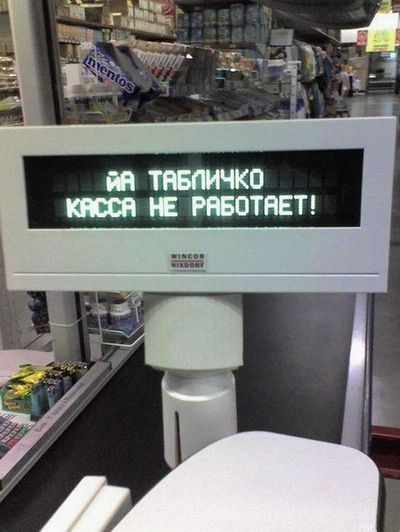 mentos
ЙА ТАБЛИЧКО
КАССА НЕ РАБОТАЕТ!
WINCOR
NIXDORF